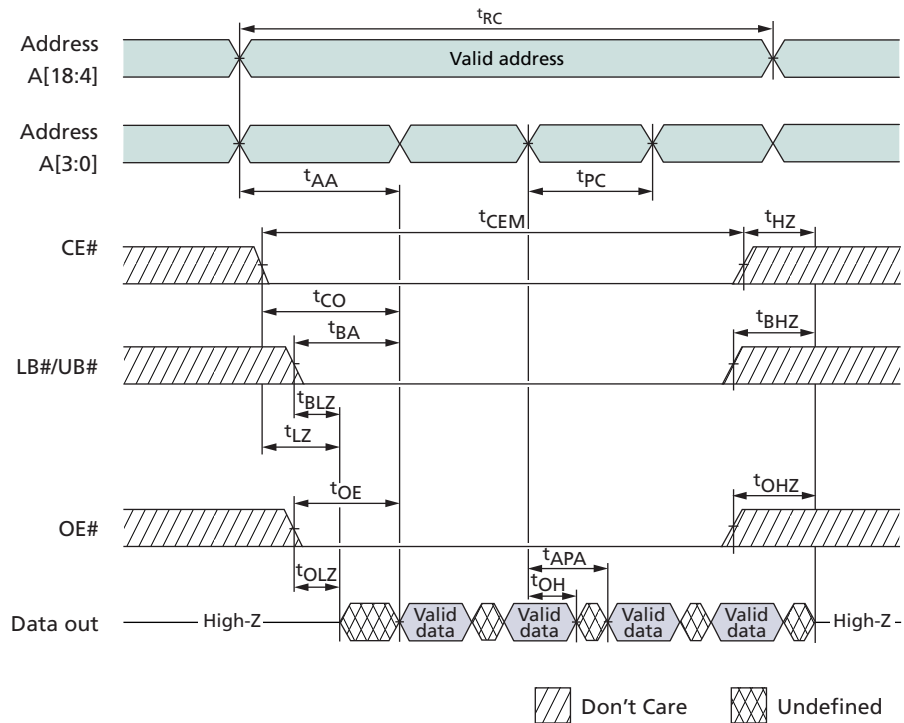 tRC
Address
A[18:4]
Valid address
Address
A[3:0]
tAA
tPC
tCEM
tHZ
CE#
tCO
tBA
tBHZ
LB#/UB#
tBLZ
tLZ
tOE
tOHZ
OE#
tAPA
tOLZ
tOH
Data out
High-Z
Valid
data
Valid
data
Valid
data
Valid
data
High-Z
Don't Care
Undefined